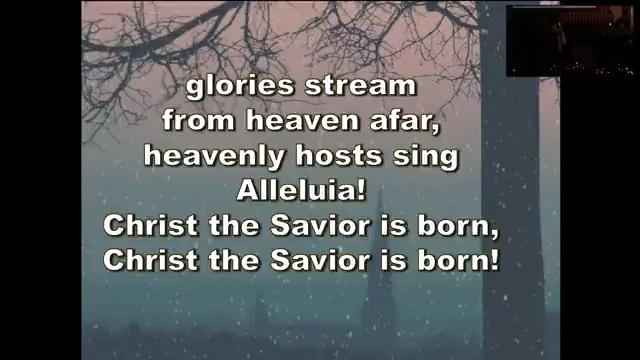 glories stream
from heaven afar,
heavenly hosts sing
Alleluia!
Christ the Savior is born,
Christ the Savior is born!